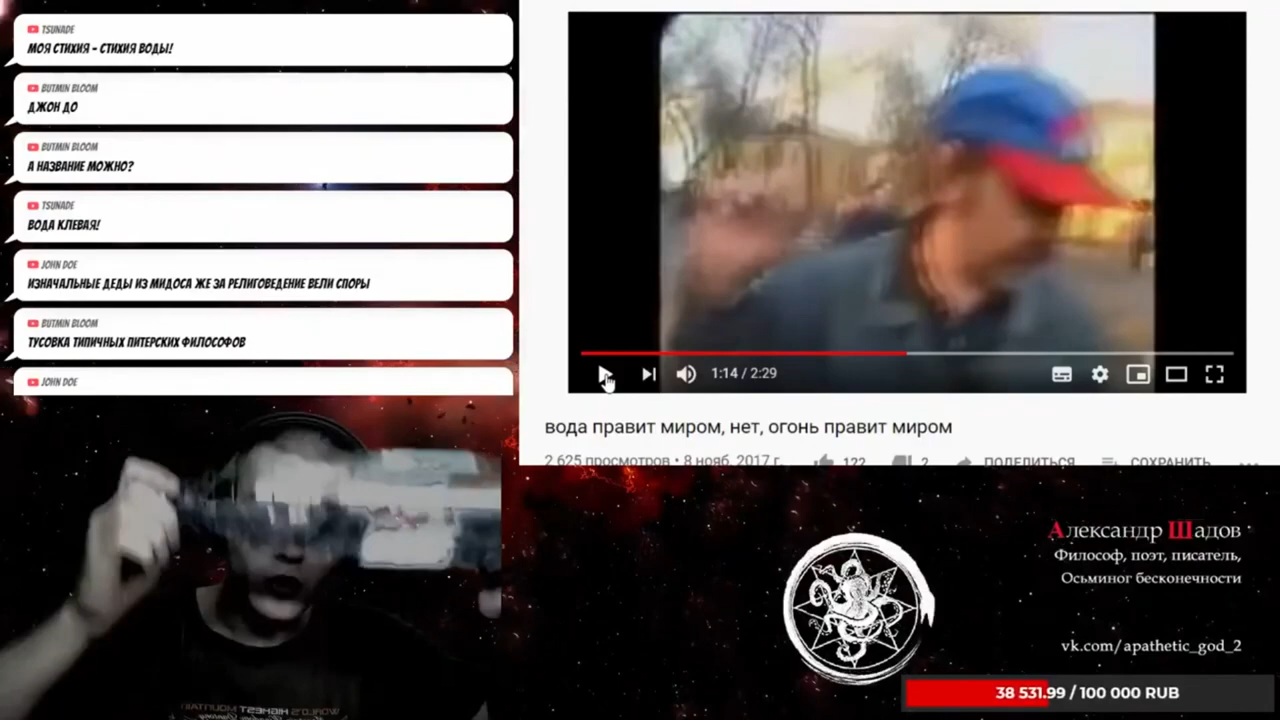 TSUNADE
МОЯ СТИХИЯ - СТИХИЯ ВОДЫ!
BUTMIN BLOOM
ДЖОН ДО
BUTMIN BLOOM
А НАЗВАНИЕ МОЖНО?
TSUNADE
ВОДА КЛЕВАЯ!
JOHN DOE
ИЗНАЧАЛЬНЫЕ ДЕДЫ ИЗ МИДОСА ЖЕ ЗА РЕЛИГОВЕДЕНИЕ ВЕЛИ СПОРЫ
BUTMIN BLOOM
ТУСОВКА ТИПИЧНЫХ ПИТЕРСКИХ ФИЛОСОФОВ
JOHN DOE
1:14 / 2:29
вода правит миром, нет, огонь правит миром
2 625 просмотров • 8 нояб. 2017 г.
122
2
ПОДЕЛИТЬСЯ
СОХРАНИТЬ
Александр Шадов
Философ, поэт, писатель,
Осьминог бесконечности
vk.com/apathetic_god_2
38 531.99 / 100 000 RUB
WORLD'S HIGHEST MOUNTAIN